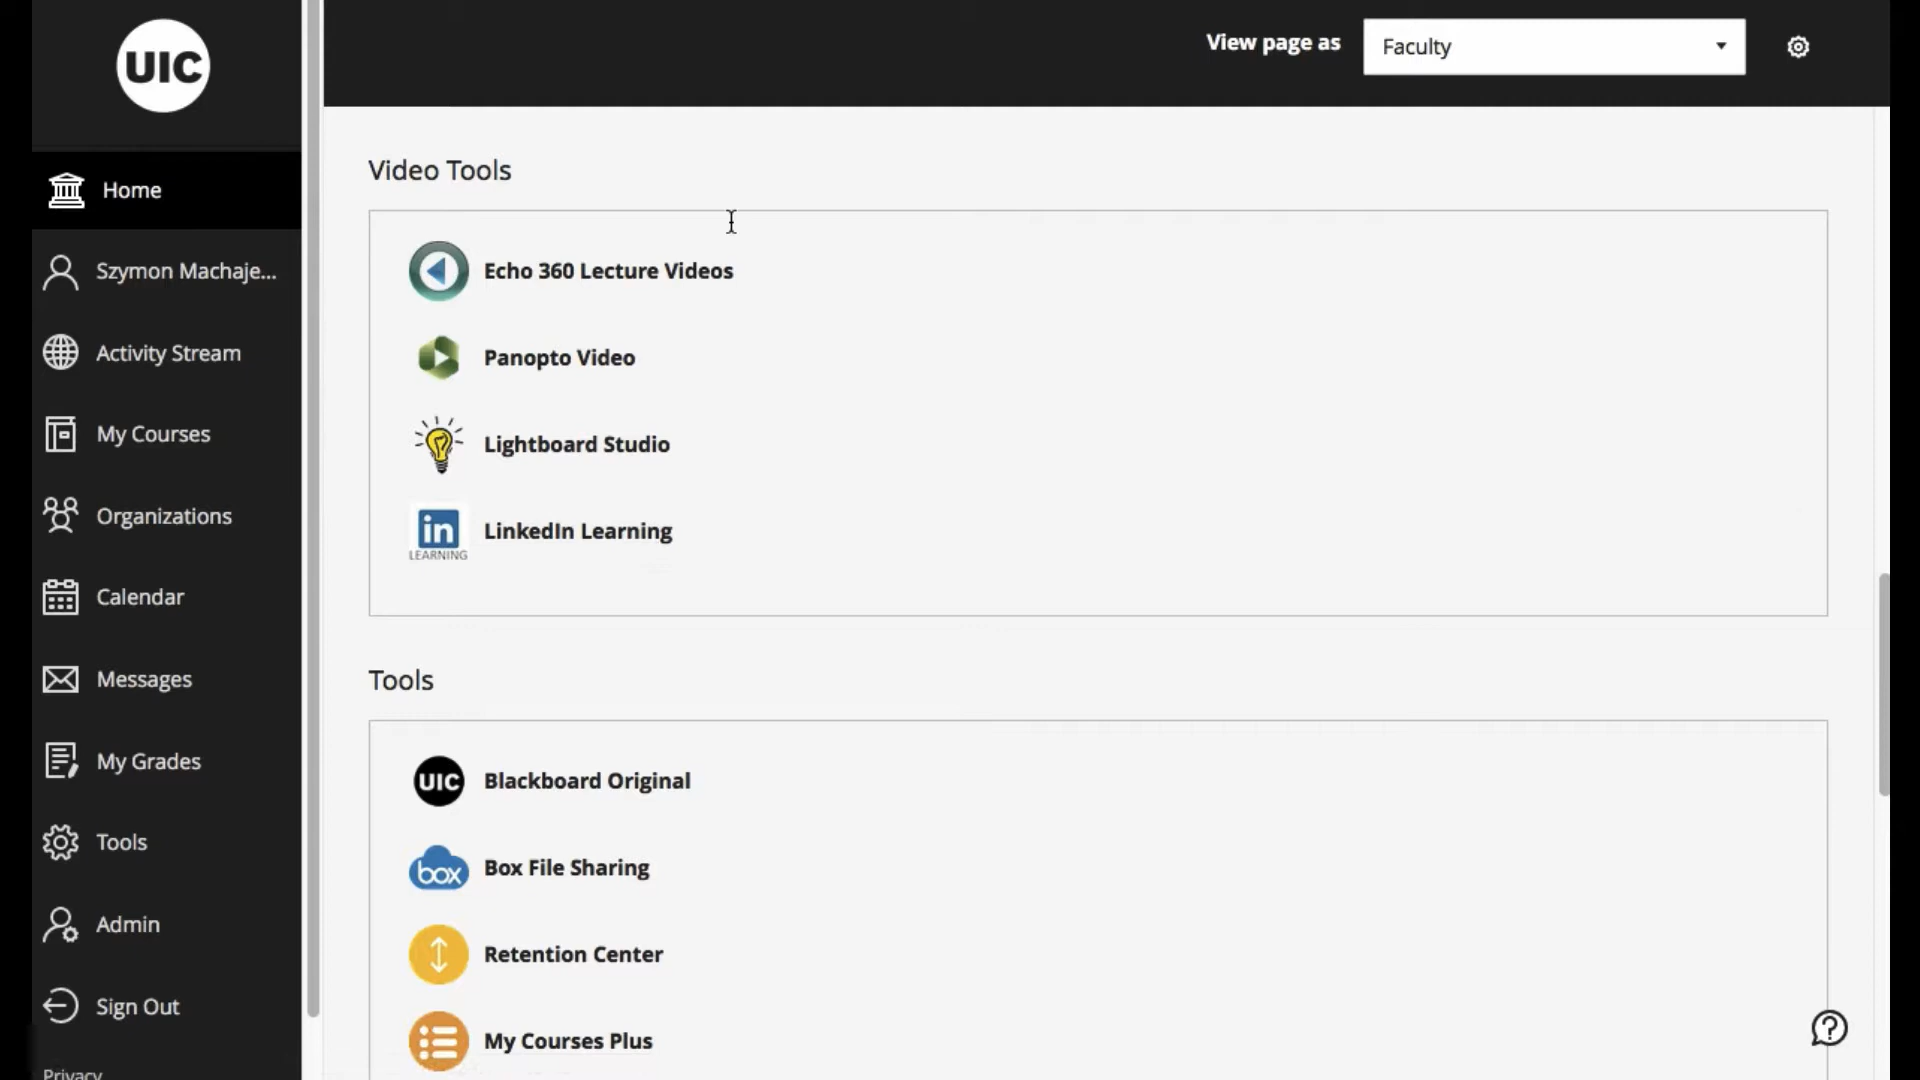 UIC
View page as
Faculty
Home
Szymon Machaje...
Activity Stream
My Courses
Organizations
Calendar
Messages
My Grades
Tools
Admin
Sign Out
Privacy
Video Tools
Echo 360 Lecture Videos
Panopto Video
Lightboard Studio
in
LEARNING
LinkedIn Learning
Tools
UIC
Blackboard Original
box
Box File Sharing
Retention Center
My Courses Plus